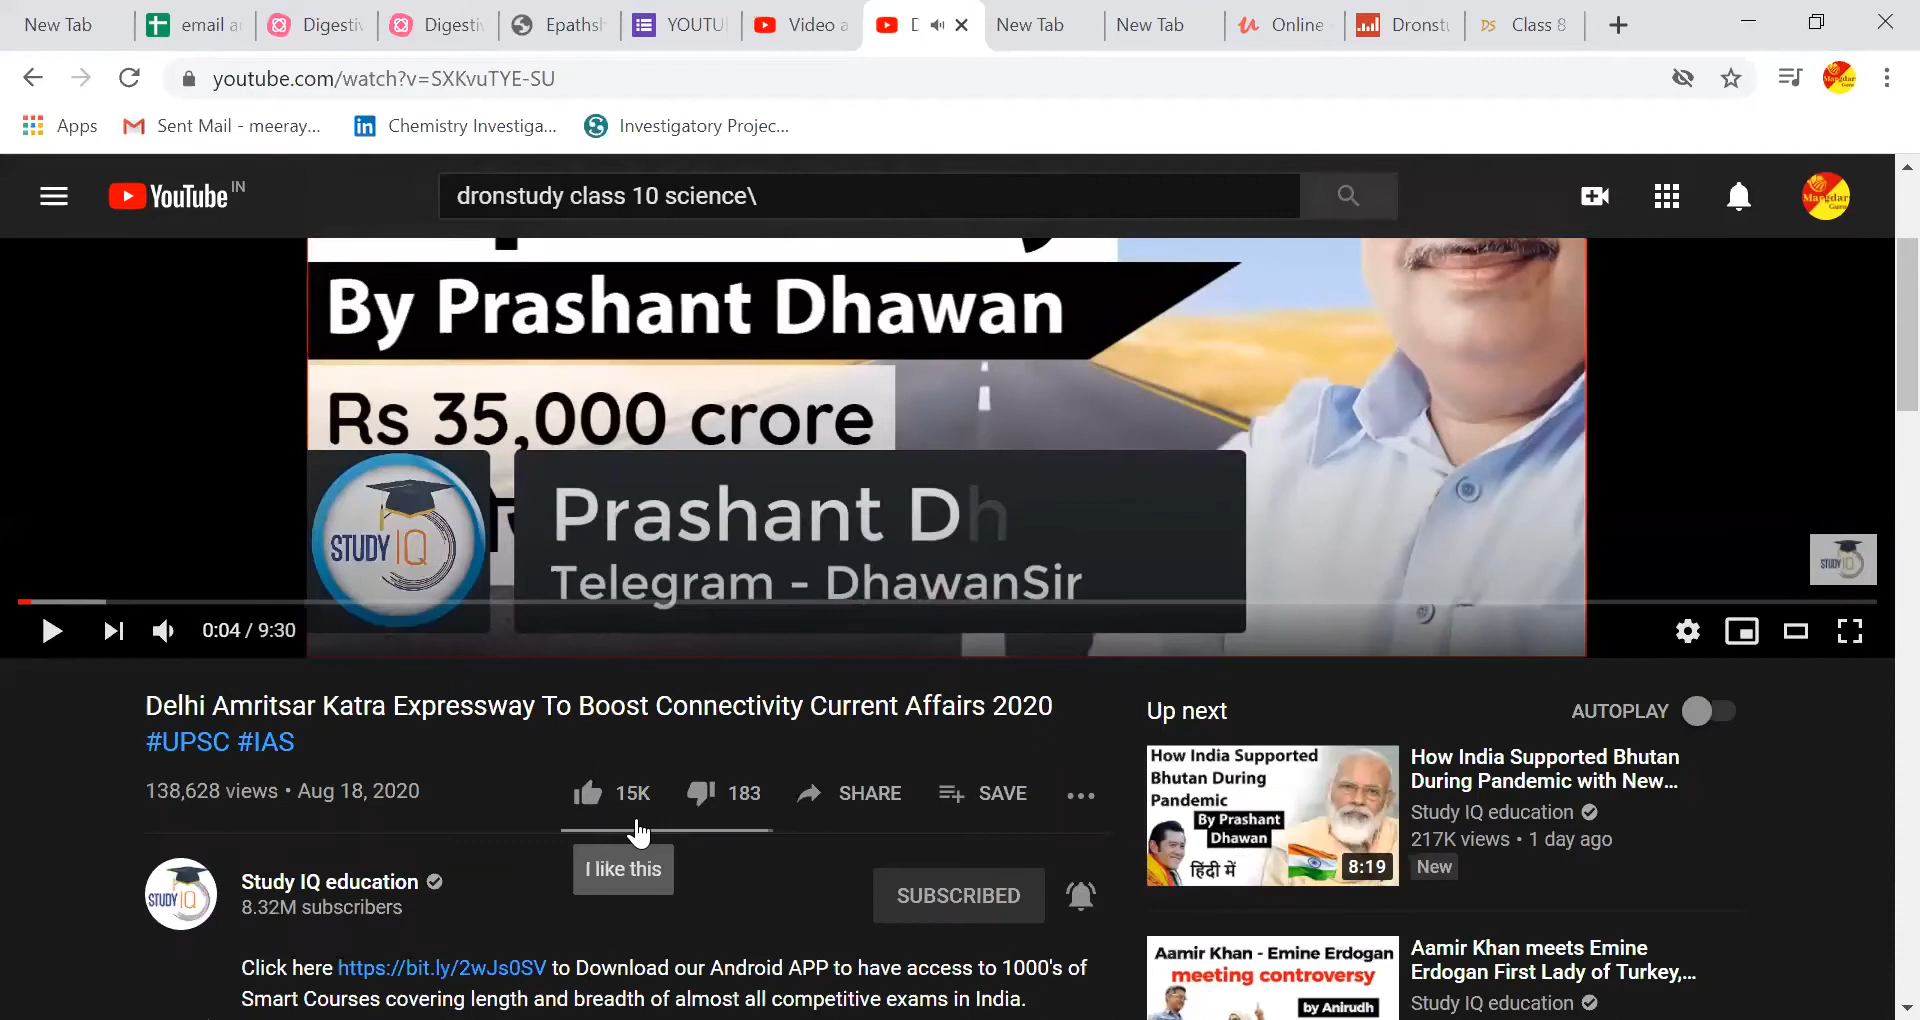 New Tab
email a
Digestiv
Digestiv
Epathsh
YOUTU
Video a
New Tab
New Tab
Online
Dronstu
Class 8
youtube.com/watch?v=SXKvuTYE-SU
Apps
Sent Mail - meeray...
Chemistry Investiga...
Investigatory Projec...
YouTube IN
dronstudy class 10 science\
Mangdar
Guru
By Prashant Dhawan
Rs 35,000 crore
STUDY IQ
Prashant Dh
Telegram - DhawanSir
STUDY IQ
0:04 / 9:30
Delhi Amritsar Katra Expressway To Boost Connectivity Current Affairs 2020
#UPSC #IAS
138,628 views • Aug 18, 2020
15K
183
SHARE
SAVE
I like this
STUDY IQ
Study IQ education
8.32M subscribers
SUBSCRIBED
Click here https://bit.ly/2wJs0SV to Download our Android APP to have access to 1000's of
Smart Courses covering length and breadth of almost all competitive exams in India.
Up next
AUTOPLAY
How India Supported
Bhutan During
Pandemic
By Prashant
Dhawan
हिंदी में
8:19
How India Supported Bhutan
During Pandemic with New...
Study IQ education
217K views • 1 day ago
New
Aamir Khan - Emine Erdogan
meeting controversy
by Anirudh
Aamir Khan meets Emine
Erdogan First Lady of Turkey,...
Study IQ education